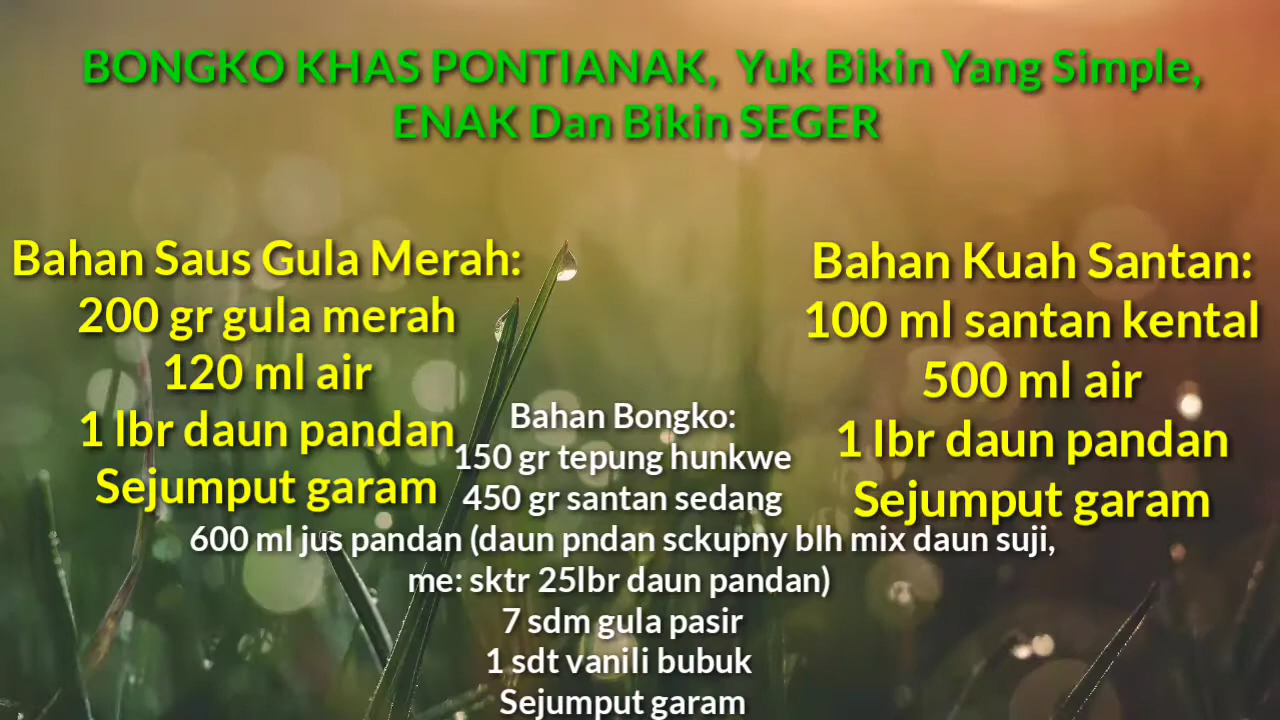 BONGKO KHAS PONTIANAK, Yuk Bikin Yang Simple,
ENAK Dan Bikin SEGER
Bahan Saus Gula Merah:
200 gr gula merah
120 ml air
1 lbr daun pandan
Sejumput garam
Bahan Bongko:
150 gr tepung hunkwe
450 gr santan sedang
600 ml jus pandan (daun pndan sckupny blh mix daun suji,
me: sktr 25lbr daun pandan)
7 sdm gula pasir
1 sdt vanili bubuk
Sejumput garam
Bahan Kuah Santan:
100 ml santan kental
500 ml air
1 lbr daun pandan
Sejumput garam